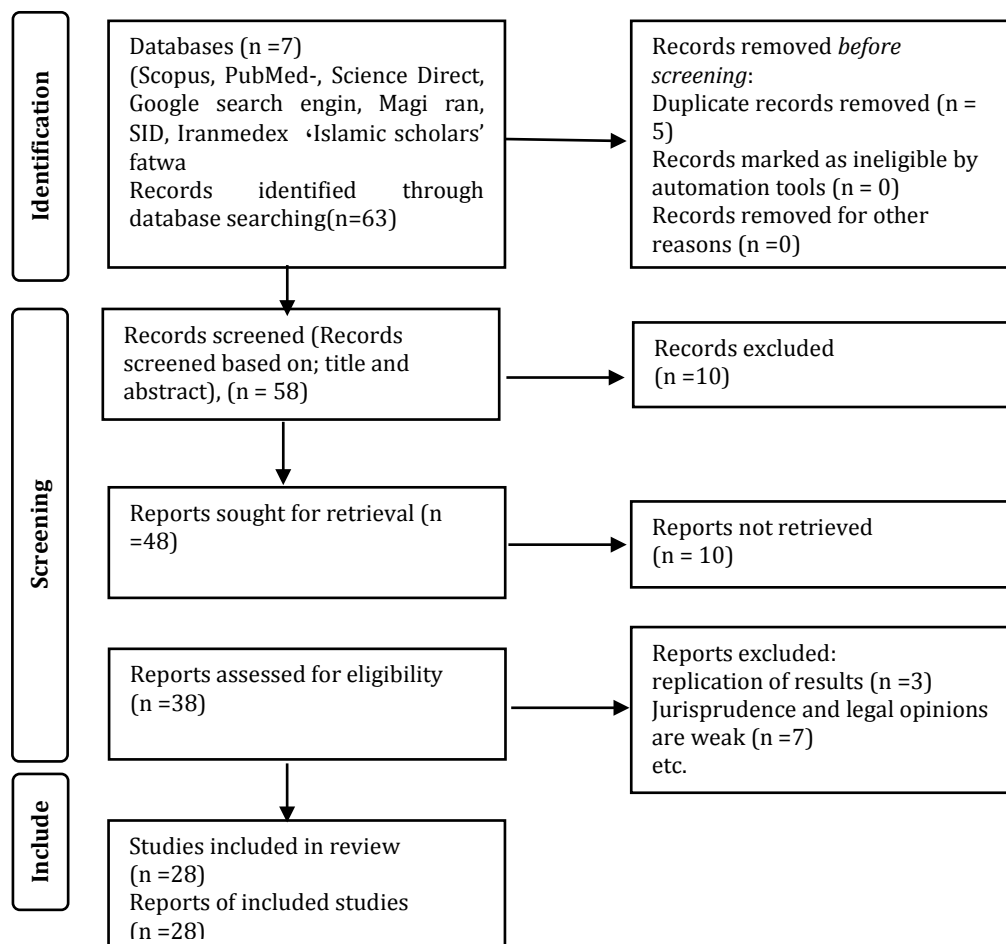 Identification
Databases (n =7)
(Scopus, PubMed-, Science Direct,
Google search engin, Magi ran,
SID, Iranmedex ،Islamic scholars’
fatwa
Records identified through
database searching(n=63)
Records removed before
screening:
Duplicate records removed (n =
5)
Records marked as ineligible by
automation tools (n = 0)
Records removed for other
reasons (n =0)
Screening
Records screened (Records
screened based on; title and
abstract), (n = 58)
Records excluded
(n =10)
Reports sought for retrieval (n
=48)
Reports not retrieved
(n = 10)
Reports assessed for eligibility
(n =38)
Reports excluded:
replication of results (n =3)
Jurisprudence and legal opinions
are weak (n =7)
etc.
Include
Studies included in review
(n =28)
Reports of included studies
(n =28)